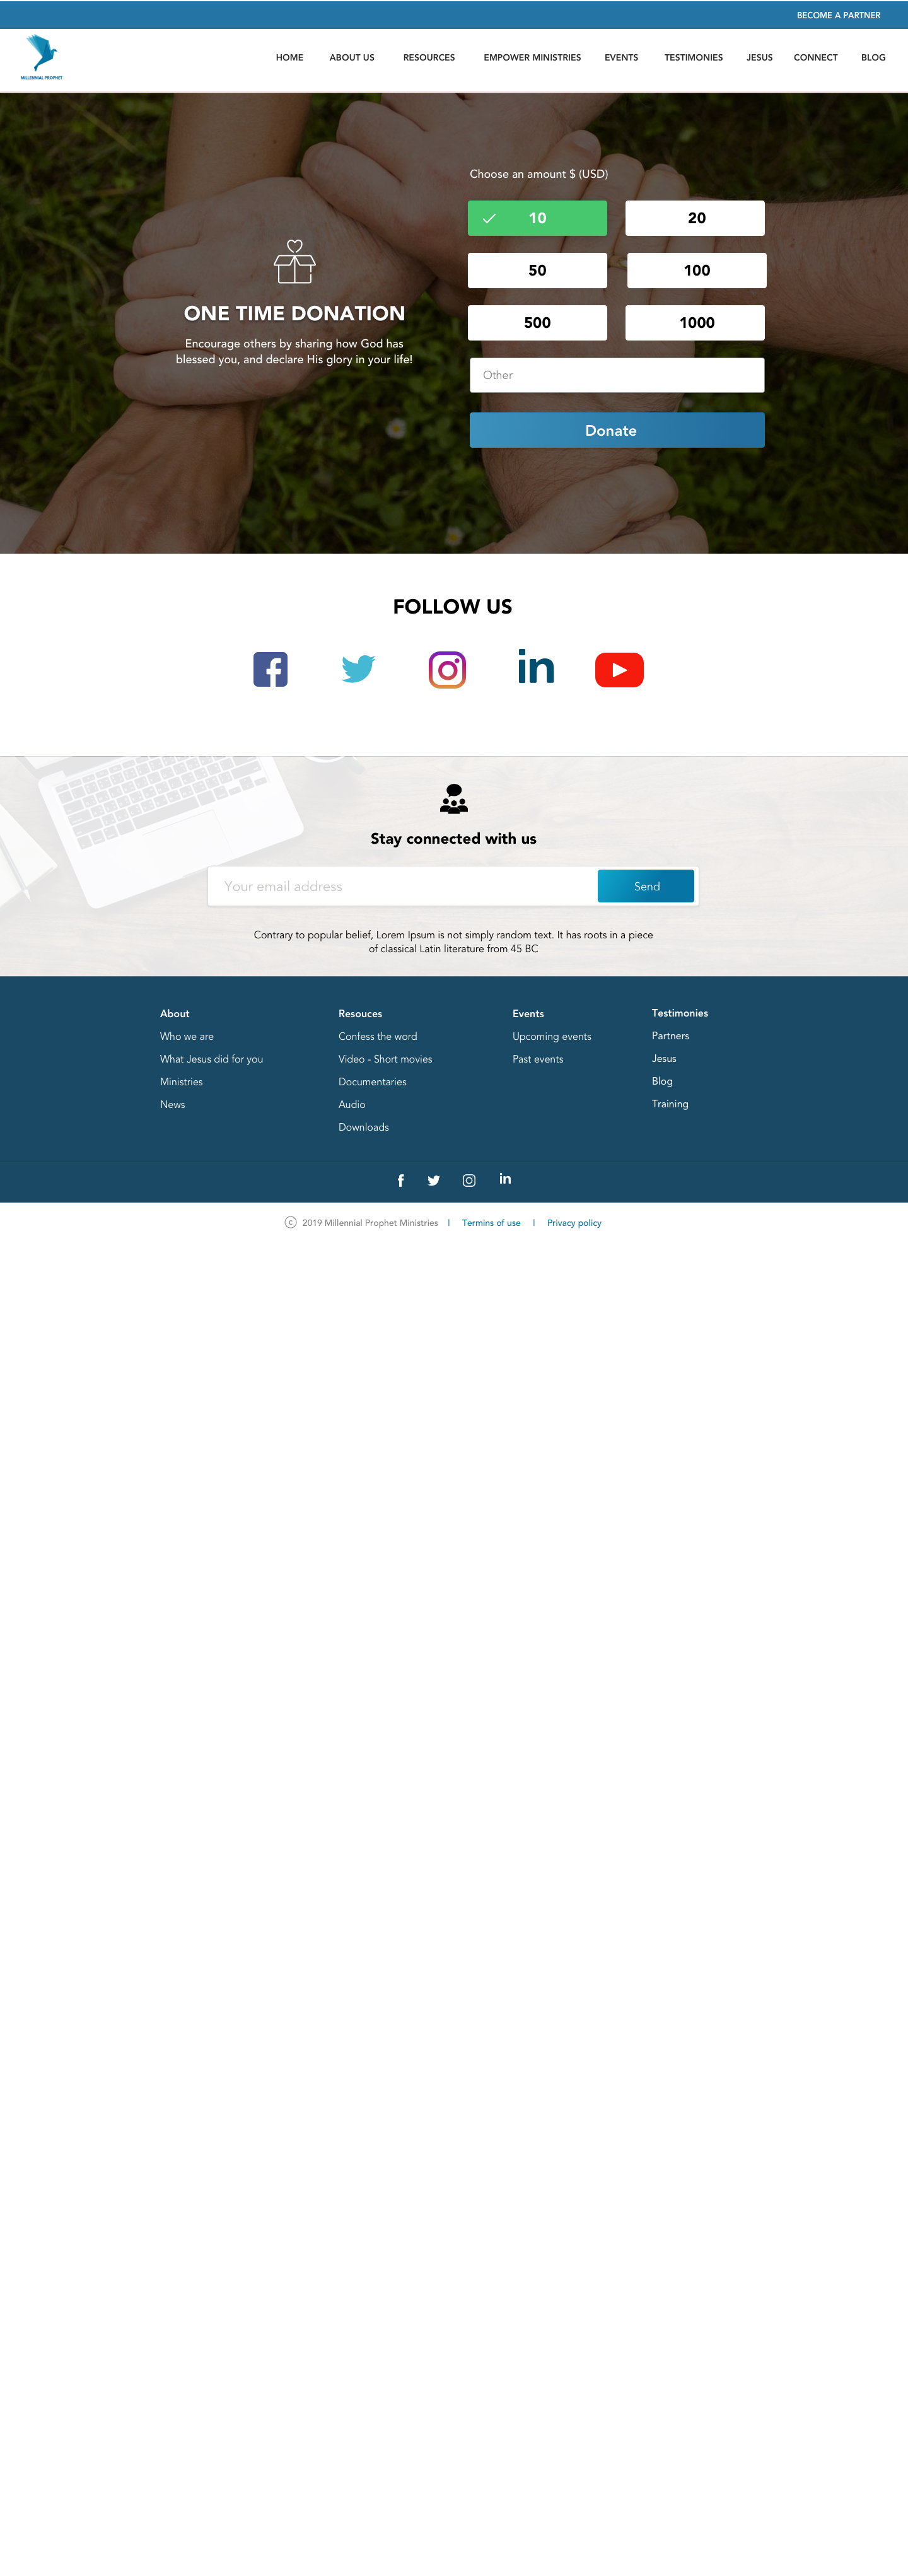 BECOME A PARTNER
MILLENNIAL PROPHET
HOME ABOUT US RESOURCES EMPOWER MINISTRIES EVENTS TESTIMONIES JESUS CONNECT BLOG
Choose an amount $ (USD)
10 20
50 100
500 1000
Other
Donate
ONE TIME DONATION
Encourage others by sharing how God has
blessed you, and declare His glory in your life!
FOLLOW US
Stay connected with us
Your email address Send
Contrary to popular belief, Lorem Ipsum is not simply random text. It has roots in a piece
of classical Latin literature from 45 BC
About
Who we are
What Jesus did for you
Ministries
News
Resouces
Confess the word
Video - Short movies
Documentaries
Audio
Downloads
Events
Upcoming events
Past events
Testimonies
Partners
Jesus
Blog
Training
© 2019 Millennial Prophet Ministries | Termins of use | Privacy policy